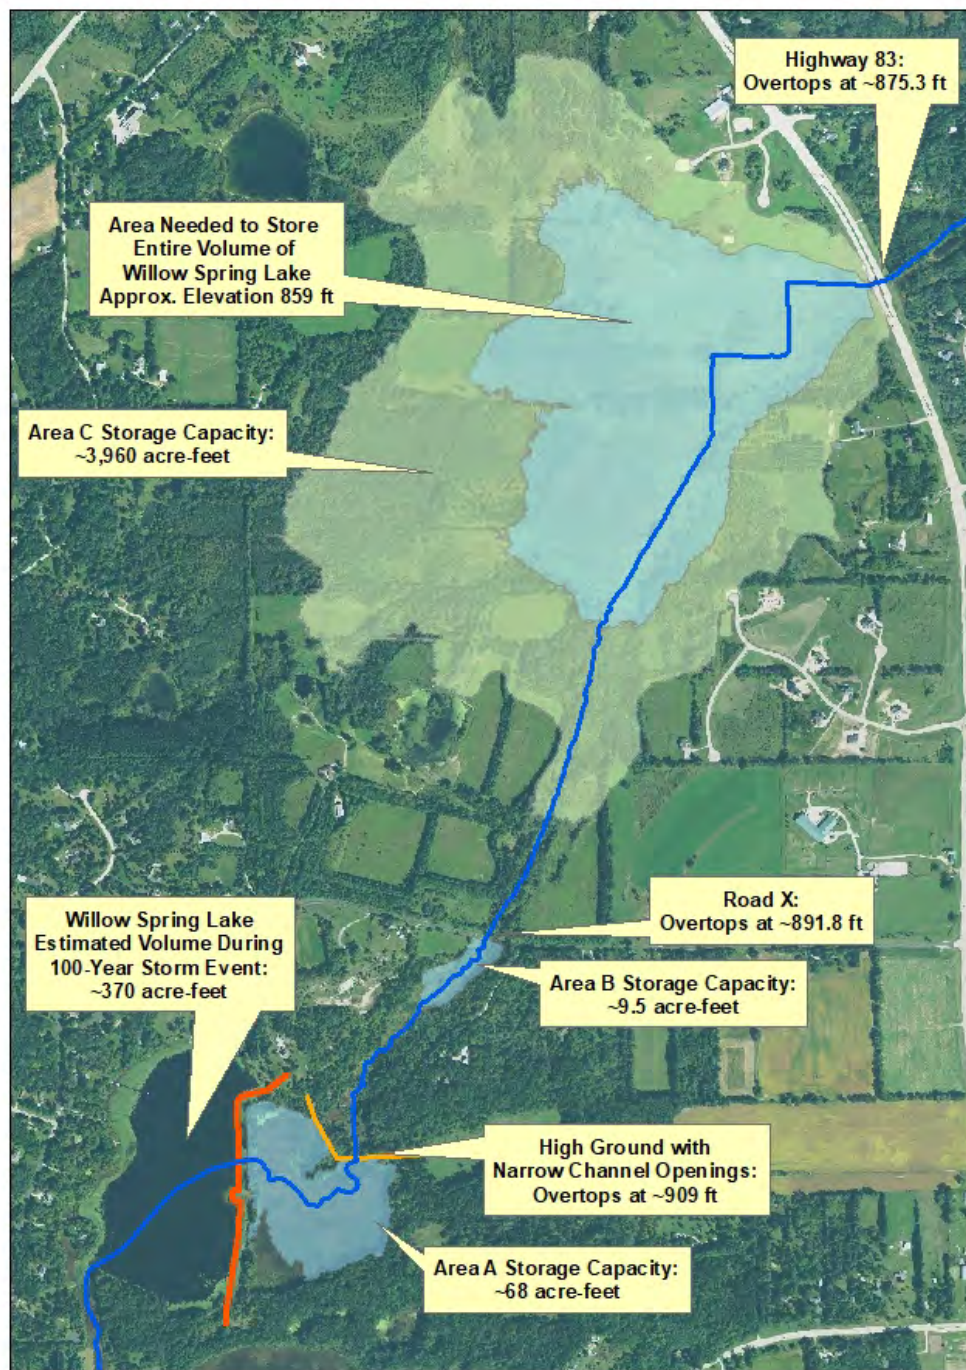 Highway 83:
Overtops at ~875.3 ft
Area Needed to Store
Entire Volume of
Willow Spring Lake
Approx. Elevation 859 ft
Area C Storage Capacity:
~3,960 acre-feet
Road X:
Overtops at ~891.8 ft
Willow Spring Lake
Estimated Volume During
100-Year Storm Event:
~370 acre-feet
Area B Storage Capacity:
~9.5 acre-feet
High Ground with
Narrow Channel Openings:
Overtops at ~909 ft
Area A Storage Capacity:
~68 acre-feet